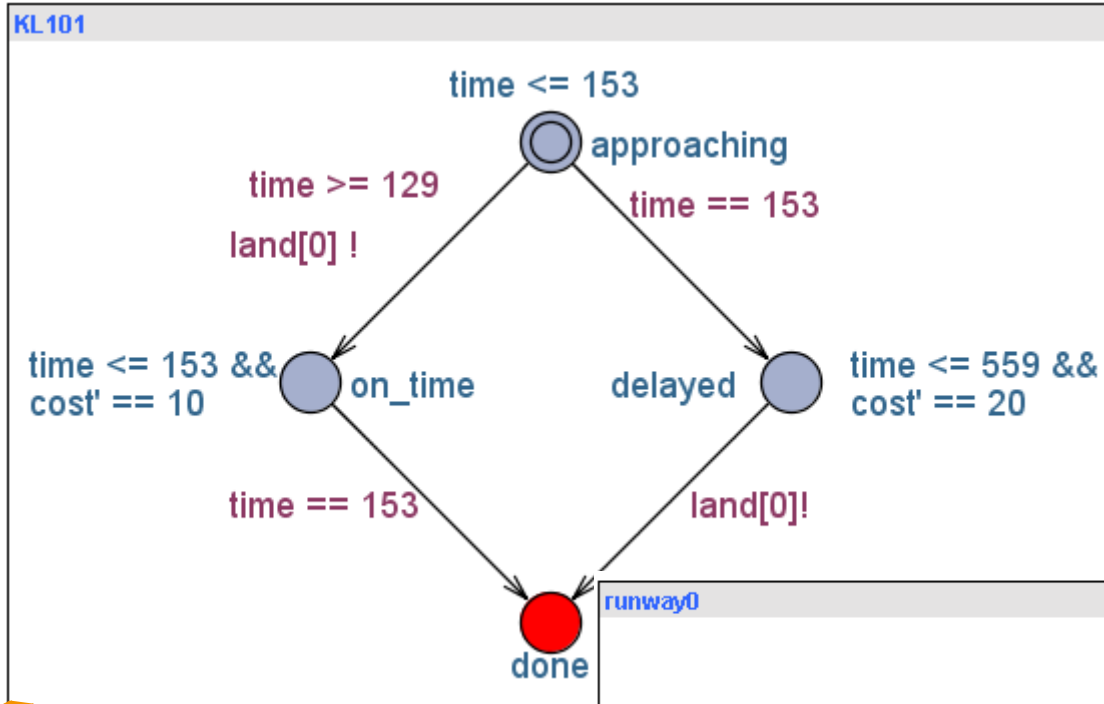 KL101
time <= 153
approaching
time >= 129
land[0] !
time == 153
time <= 153 &&
cost' == 10
on_time
delayed
time <= 559 &&
cost' == 20
time == 153
land[0]!
done
runway0